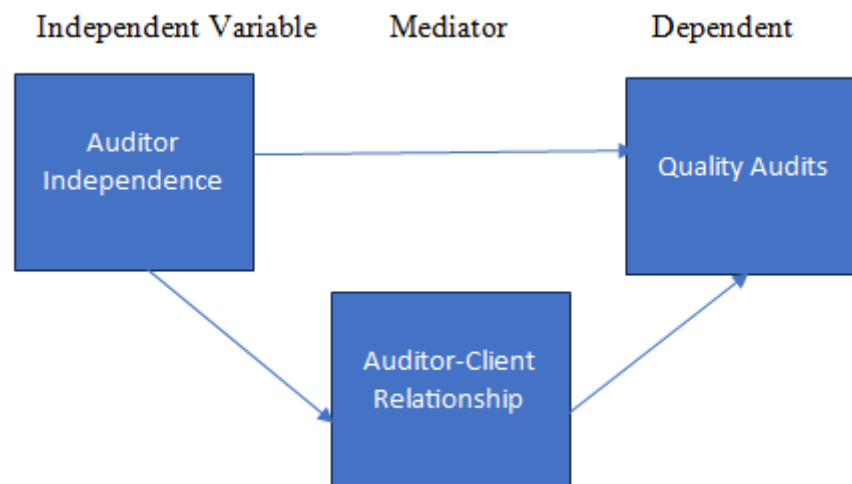 Independent Variable
Mediator
Dependent
Auditor
Independence
Quality Audits
Auditor-Client
Relationship